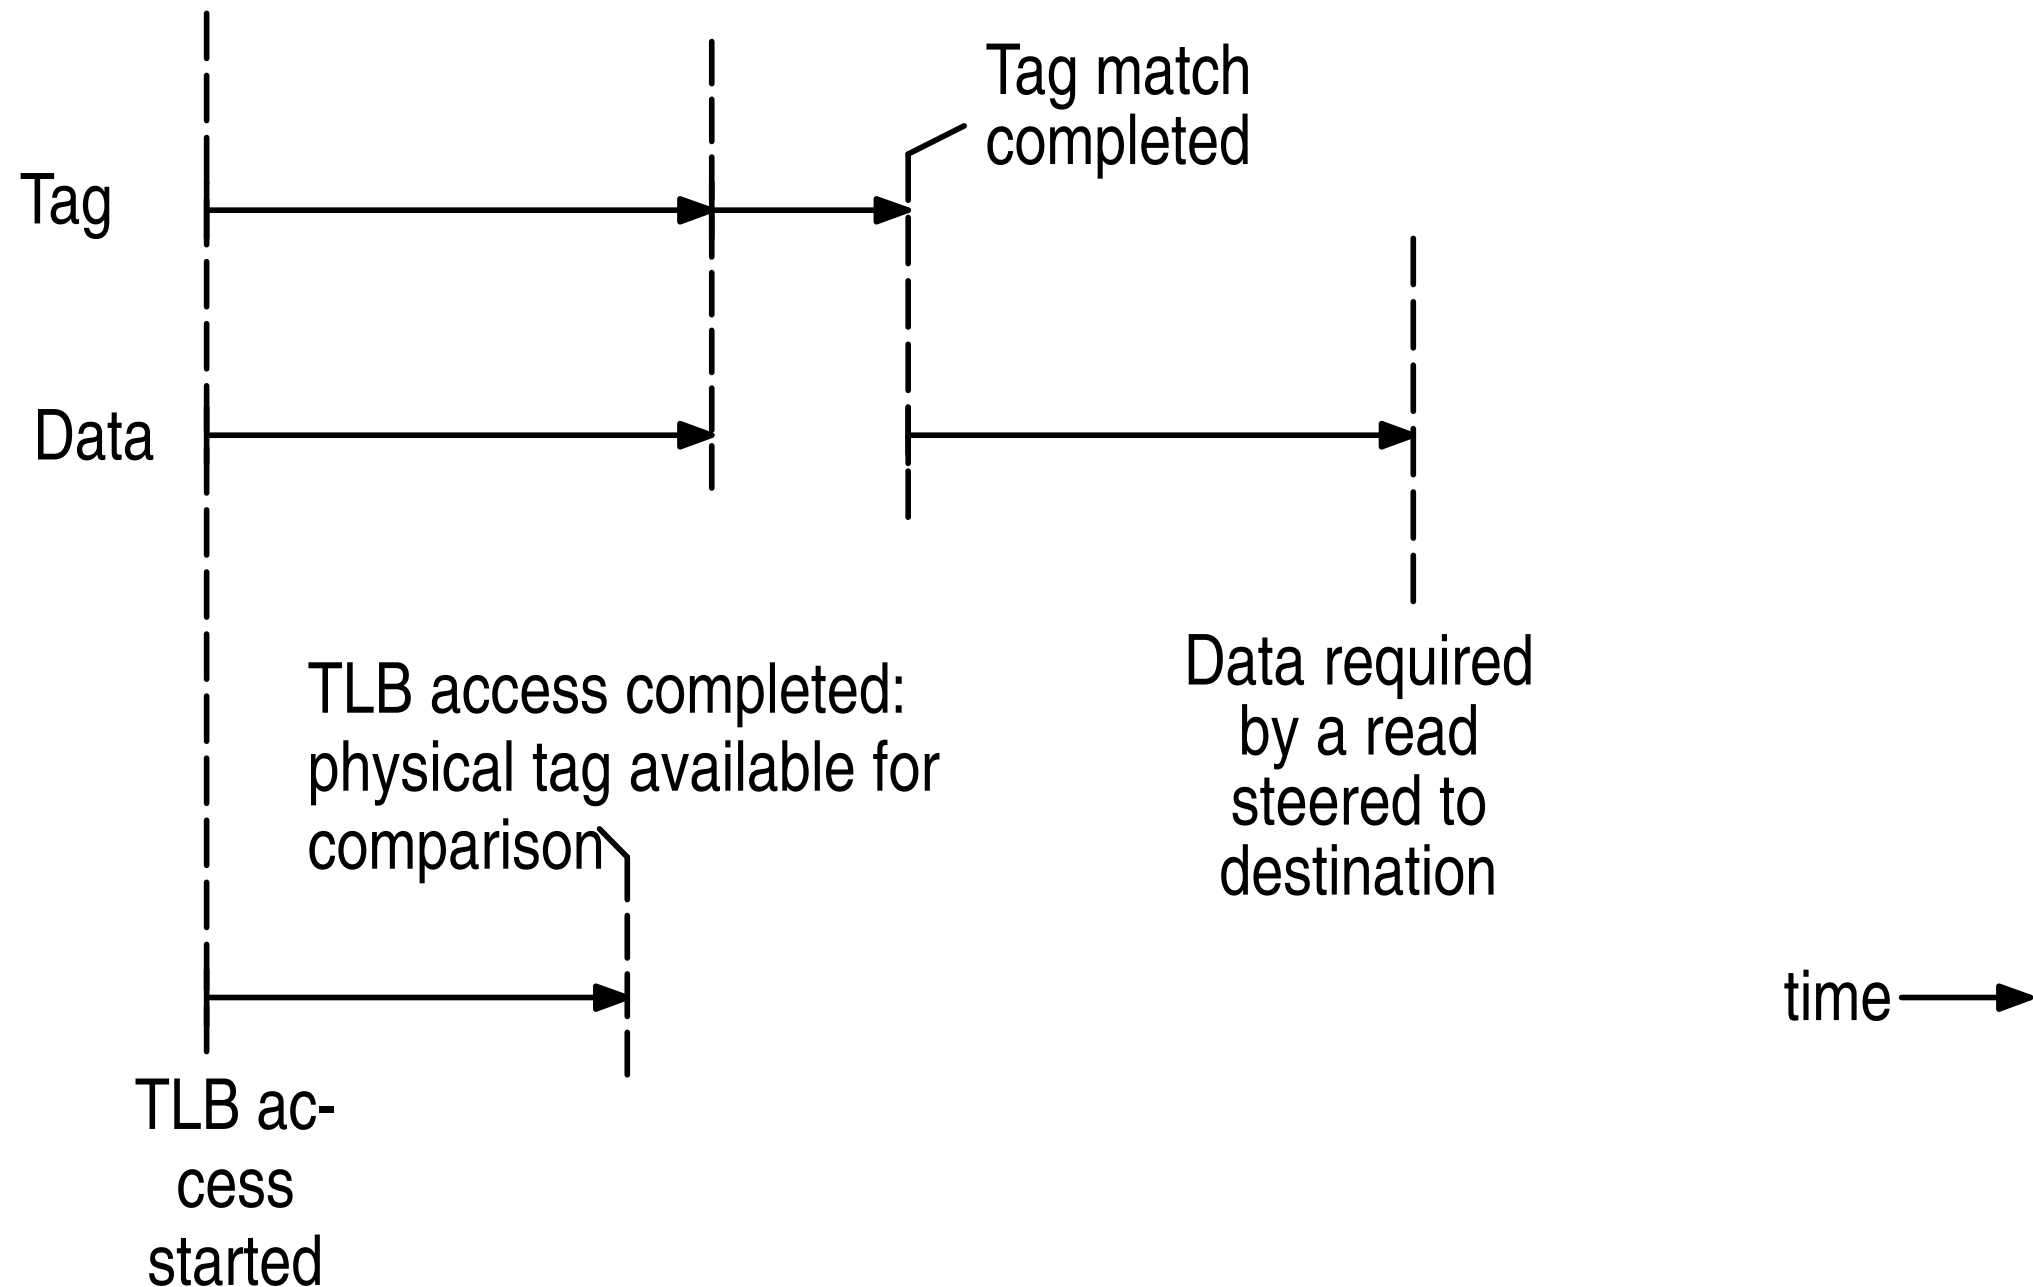 Tag match
completed
Tag
Data
Data required
by a read
steered to
destination
TLB access completed:
physical tag available for
comparison
time
TLB ac-
cess
started